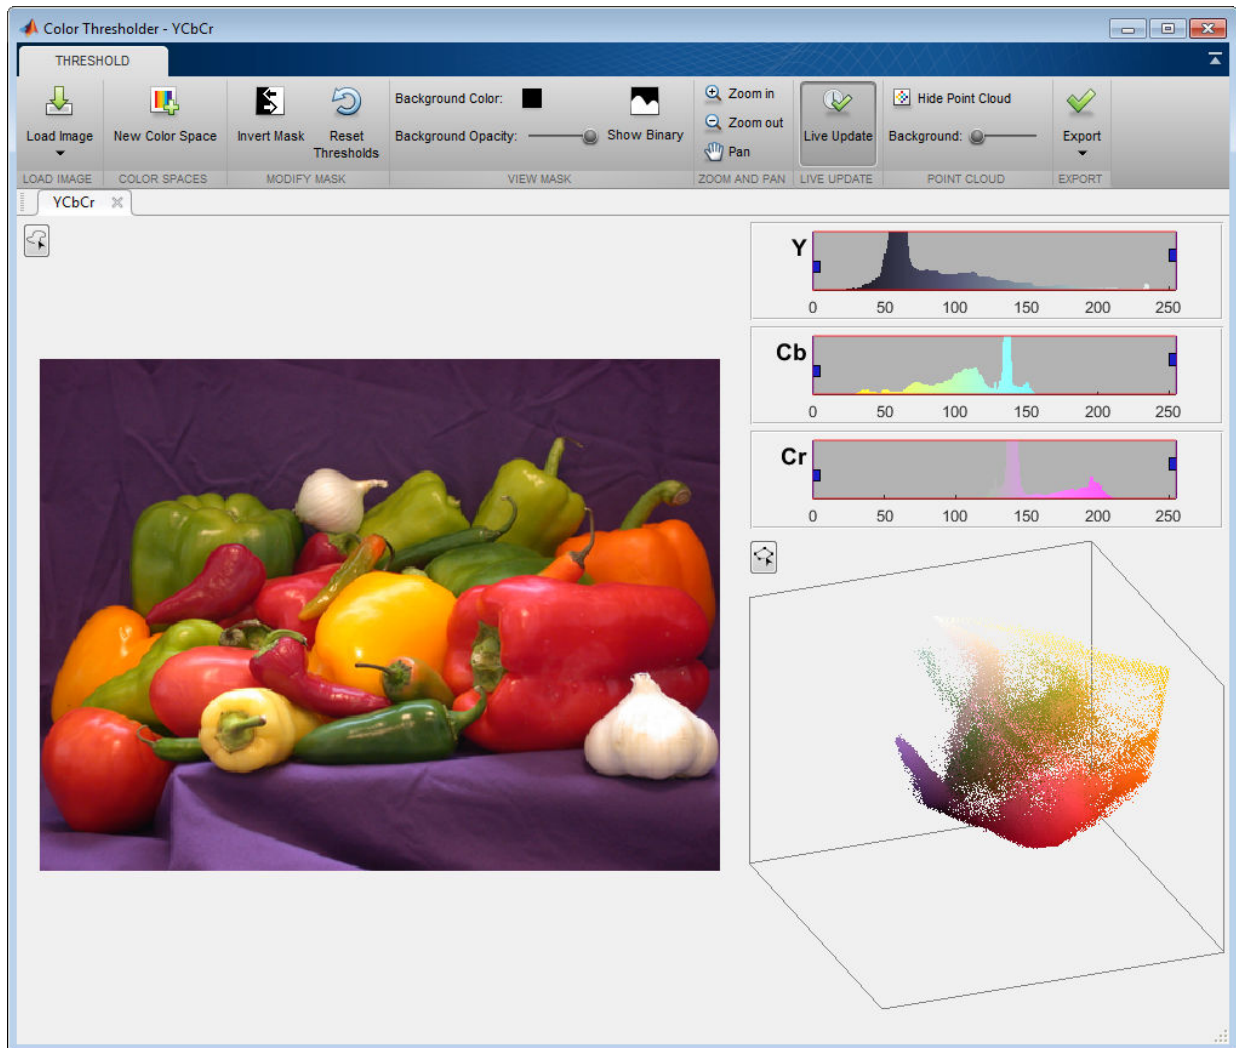 Color Thresholder - YCbCr
THRESHOLD
Load Image
New Color Space
Invert Mask
Reset
Thresholds
Background Color:
Background Opacity:
Show Binary
Zoom in
Zoom out
Pan
Live Update
Hide Point Cloud
Background:
Export
LOAD IMAGE
COLOR SPACES
MODIFY MASK
VIEW MASK
ZOOM AND PAN
LIVE UPDATE
POINT CLOUD
EXPORT
YCbCr
Y
0 50 100 150 200 250
Cb
0 50 100 150 200 250
Cr
0 50 100 150 200 250